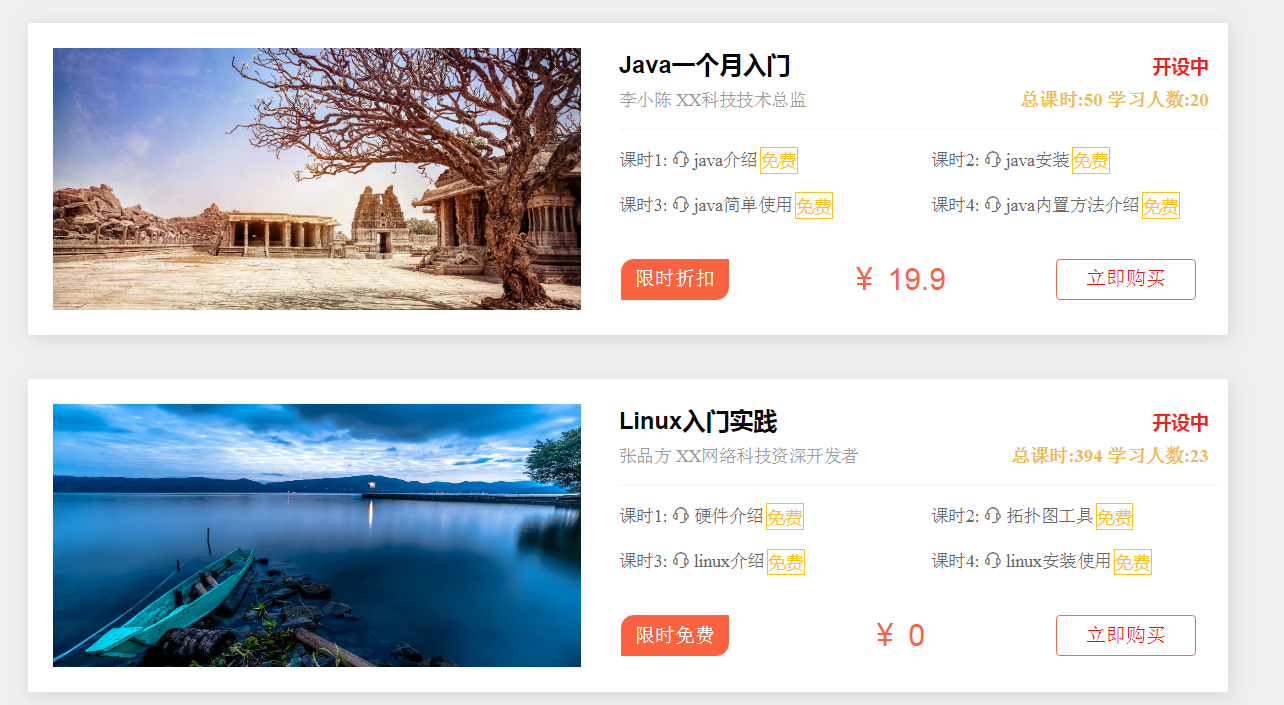 Java一个月入门
开设中
李小陈 XX科技技术总监
总课时:50 学习人数:20
课时1: java介绍 免费
课时2: java安装 免费
课时3: java简单使用 免费
课时4: java内置方法介绍 免费
限时折扣
¥ 19.9
立即购买
Linux入门实践
开设中
张品方 XX网络科技资深开发者
总课时:394 学习人数:23
课时1: 硬件介绍 免费
课时2: 拓扑图工具 免费
课时3: linux介绍 免费
课时4: linux安装使用 免费
限时免费
¥ 0
立即购买